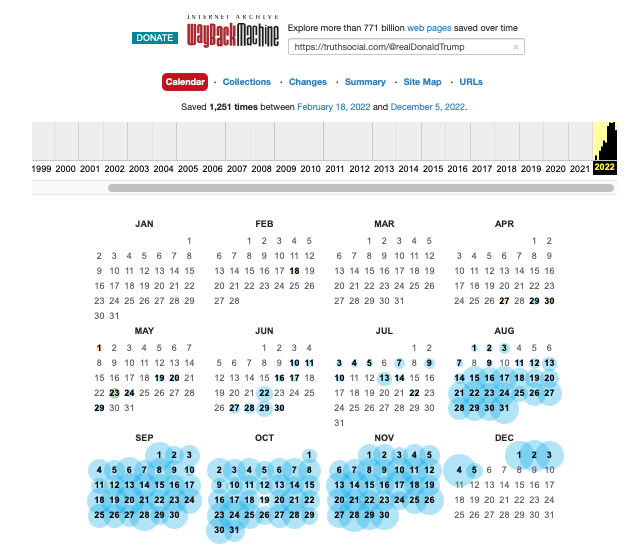 INTERNET ARCHIVE
DONATE
WayBackMachine
Explore more than 771 billion web pages saved over time
https://truthsocial.com/@realDonaldTrump ×
Calendar · Collections · Changes · Summary · Site Map · URLs
Saved 1,251 times between February 18, 2022 and December 5, 2022.
1999 2000 2001 2002 2003 2004 2005 2006 2007 2008 2009 2010 2011 2012 2013 2014 2015 2016 2017 2018 2019 2020 2021 2022
JAN
1
2 3 4 5 6 7 8
9 10 11 12 13 14 15
16 17 18 19 20 21 22
23 24 25 26 27 28 29
30 31
FEB
1 2 3 4 5
6 7 8 9 10 11 12
13 14 15 16 17 18 19
20 21 22 23 24 25 26
27 28
MAR
1 2 3 4 5
6 7 8 9 10 11 12
13 14 15 16 17 18 19
20 21 22 23 24 25 26
27 28 29 30 31
APR
1 2
3 4 5 6 7 8 9
10 11 12 13 14 15 16
17 18 19 20 21 22 23
24 25 26 27 28 29 30
MAY
1 2 3 4 5 6 7
8 9 10 11 12 13 14
15 16 17 18 19 20 21
22 23 24 25 26 27 28
29 30 31
JUN
1 2 3 4
5 6 7 8 9 10 11
12 13 14 15 16 17 18
19 20 21 22 23 24 25
26 27 28 29 30
JUL
1 2
3 4 5 6 7 8 9
10 11 12 13 14 15 16
17 18 19 20 21 22 23
24 25 26 27 28 29 30
31
AUG
1 2 3 4 5 6
7 8 9 10 11 12 13
14 15 16 17 18 19 20
21 22 23 24 25 26 27
28 29 30 31
SEP
1 2 3
4 5 6 7 8 9 10
11 12 13 14 15 16 17
18 19 20 21 22 23 24
25 26 27 28 29 30
OCT
1
2 3 4 5 6 7 8
9 10 11 12 13 14 15
16 17 18 19 20 21 22
23 24 25 26 27 28 29
30 31
NOV
1 2 3 4 5
6 7 8 9 10 11 12
13 14 15 16 17 18 19
20 21 22 23 24 25 26
27 28 29 30
DEC
1 2 3
4 5 6 7 8 9 10
11 12 13 14 15 16 17
18 19 20 21 22 23 24
25 26 27 28 29 30 31